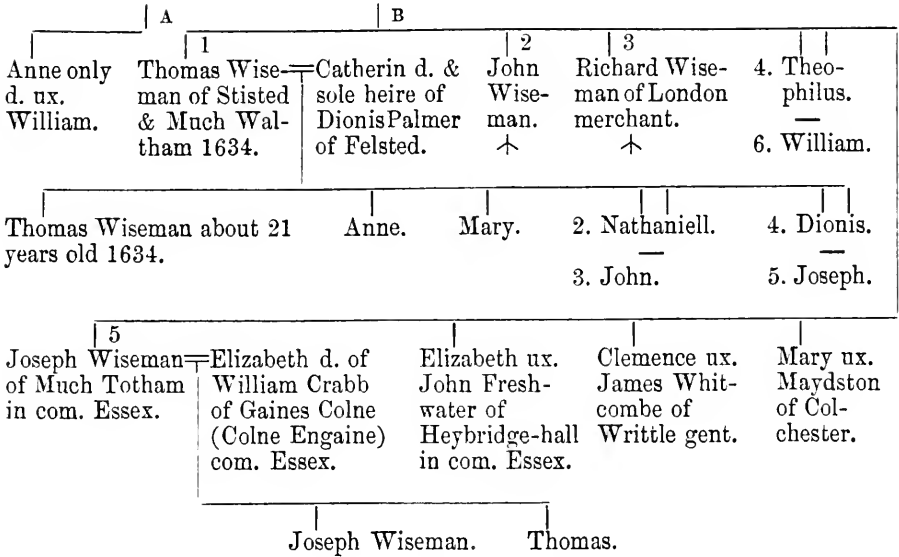 A B
1 2 3
Anne only Thomas Wise- Catherin d. & John Richard Wise- 4. Theo-
d. ux. man of Stisted sole heire of Wise- man of London philus.
William. & Much Wal- Dionis Palmer man. merchant.
tham 1634. of Felsted. 6. William.
Thomas Wiseman about 21 Anne. Mary. 2. Nathaniell. 4. Dionis.
years old 1634.
3. John. 5. Joseph.
5
Joseph Wiseman Elizabeth d. of Elizabeth ux. Clemence ux. Mary ux.
of Much Totham William Crabb John Fresh- James Whit- Maydston
in com. Essex. of Gaines Colne water of combe of of Col-
(Colne Engaine) Heybridge-hall Writtle gent. chester.
com. Essex. in com. Essex.
Joseph Wiseman. Thomas.